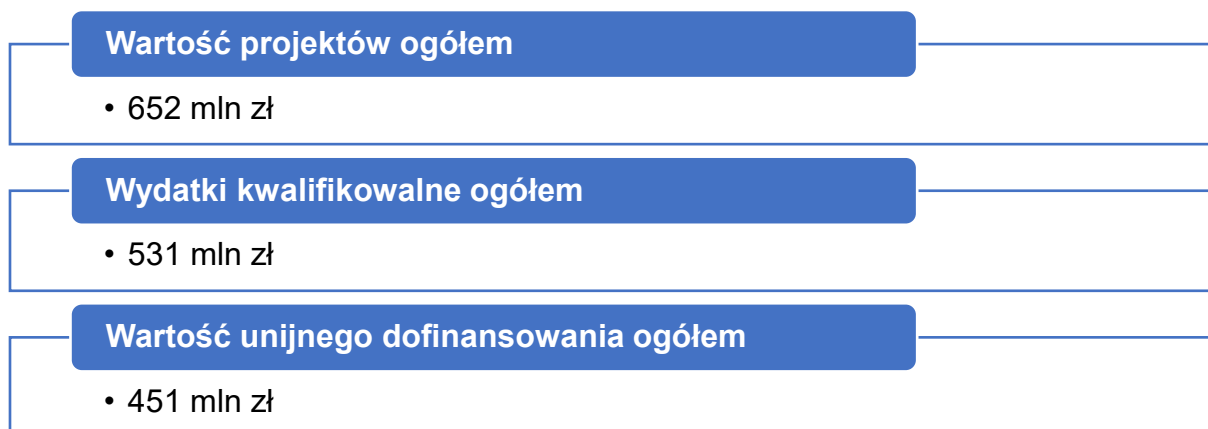 Wartość projektów ogółem
• 652 mln zł
Wydatki kwalifikowalne ogółem
• 531 mln zł
Wartość unijnego dofinansowania ogółem
• 451 mln zł